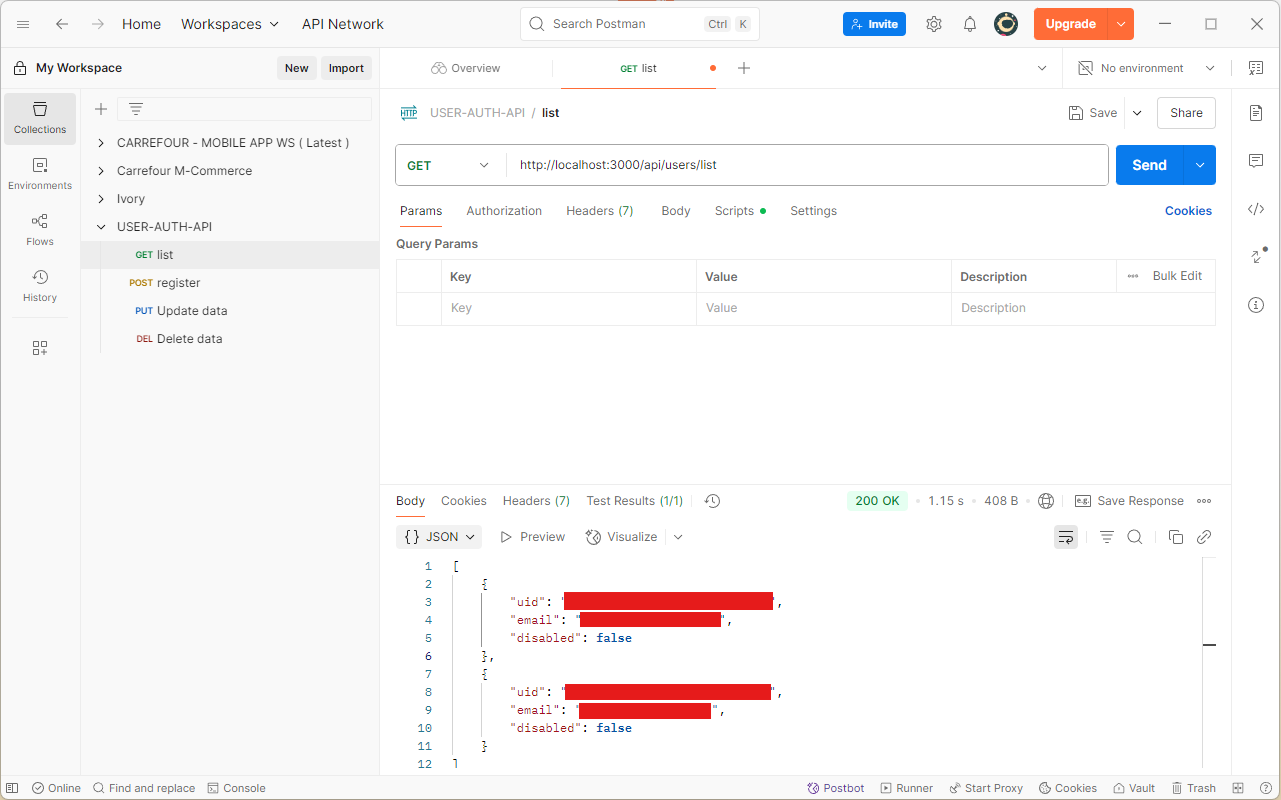 Home Workspaces API Network Search Postman Ctrl K Invite Upgrade
My Workspace New Import Overview GET list No environment
Collections
Environments
Flows
History
CARREFOUR - MOBILE APP WS ( Latest )
Carrefour M-Commerce
Ivory
USER-AUTH-API
GET list
POST register
PUT Update data
DEL Delete data
HTTP USER-AUTH-API / list Save Share
GET http://localhost:3000/api/users/list Send
Params Authorization Headers (7) Body Scripts Settings Cookies
Query Params
Key Value Description Bulk Edit
Key Value Description
Body Cookies Headers (7) Test Results (1/1) 200 OK 1.15 s 408 B e.g. Save Response
{} JSON Preview Visualize
1 [
2 {
3 "uid": " ",
4 "email": " ",
5 "disabled": false
6 },
7 {
8 "uid": " ",
9 "email": " ",
10 "disabled": false
11 }
12 ]
Online Find and replace Console Postbot Runner Start Proxy Cookies Vault Trash